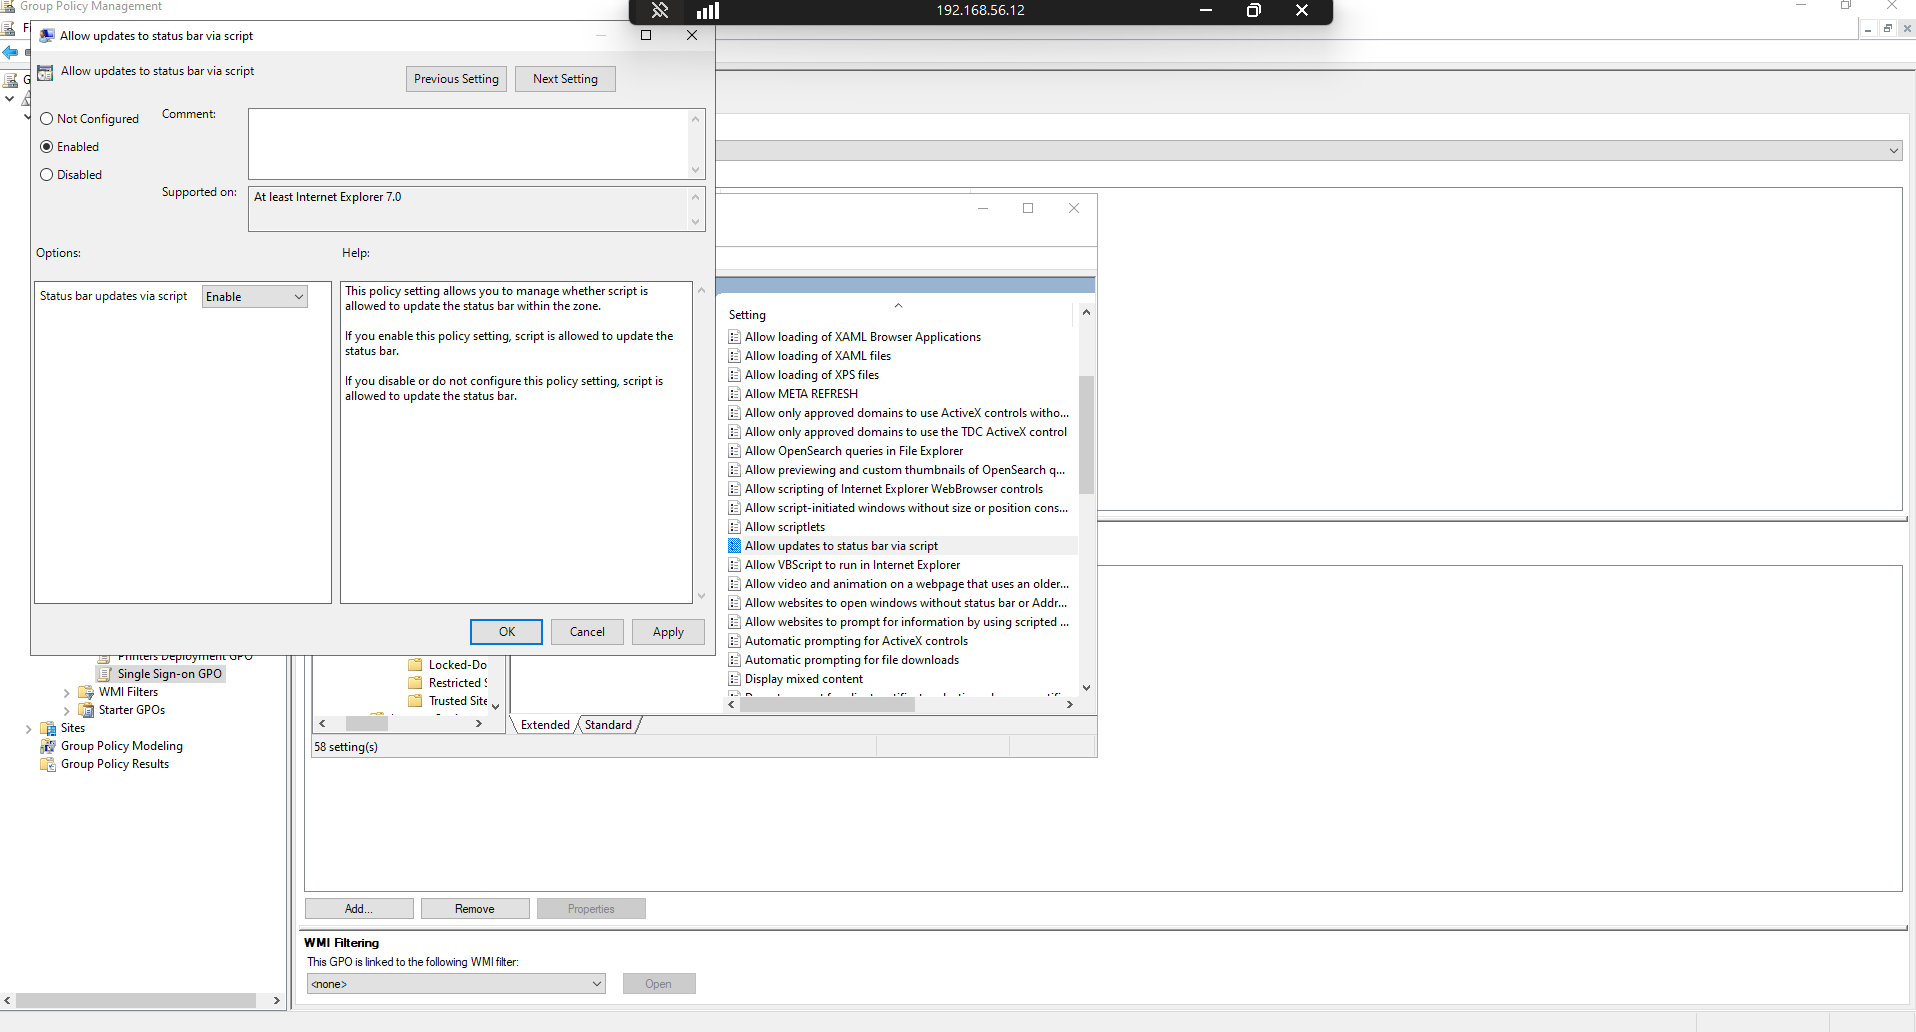 Group Policy Management
192.168.56.12
Allow updates to status bar via script
Allow updates to status bar via script
Previous Setting
Next Setting
Not Configured
Enabled
Disabled
Comment:
Supported on:
At least Internet Explorer 7.0
Options:
Help:
Status bar updates via script
Enable
This policy setting allows you to manage whether script is
allowed to update the status bar within the zone.
If you enable this policy setting, script is allowed to update the
status bar.
If you disable or do not configure this policy setting, script is
allowed to update the status bar.
OK
Cancel
Apply
Setting
Allow loading of XAML Browser Applications
Allow loading of XAML files
Allow loading of XPS files
Allow META REFRESH
Allow only approved domains to use ActiveX controls witho...
Allow only approved domains to use the TDC ActiveX control
Allow OpenSearch queries in File Explorer
Allow previewing and custom thumbnails of OpenSearch q...
Allow scripting of Internet Explorer WebBrowser controls
Allow script-initiated windows without size or position cons...
Allow scriptlets
Allow updates to status bar via script
Allow VBScript to run in Internet Explorer
Allow video and animation on a webpage that uses an older...
Allow websites to open windows without status bar or Addr...
Allow websites to prompt for information by using scripted ...
Automatic prompting for ActiveX controls
Automatic prompting for file downloads
Display mixed content
Locked-Do
Restricted S
Trusted Site
Extended
Standard
58 setting(s)
Printers Deployment GPO
Single Sign-on GPO
WMI Filters
Starter GPOs
Sites
Group Policy Modeling
Group Policy Results
Add...
Remove
Properties
WMI Filtering
This GPO is linked to the following WMI filter:
<none>
Open